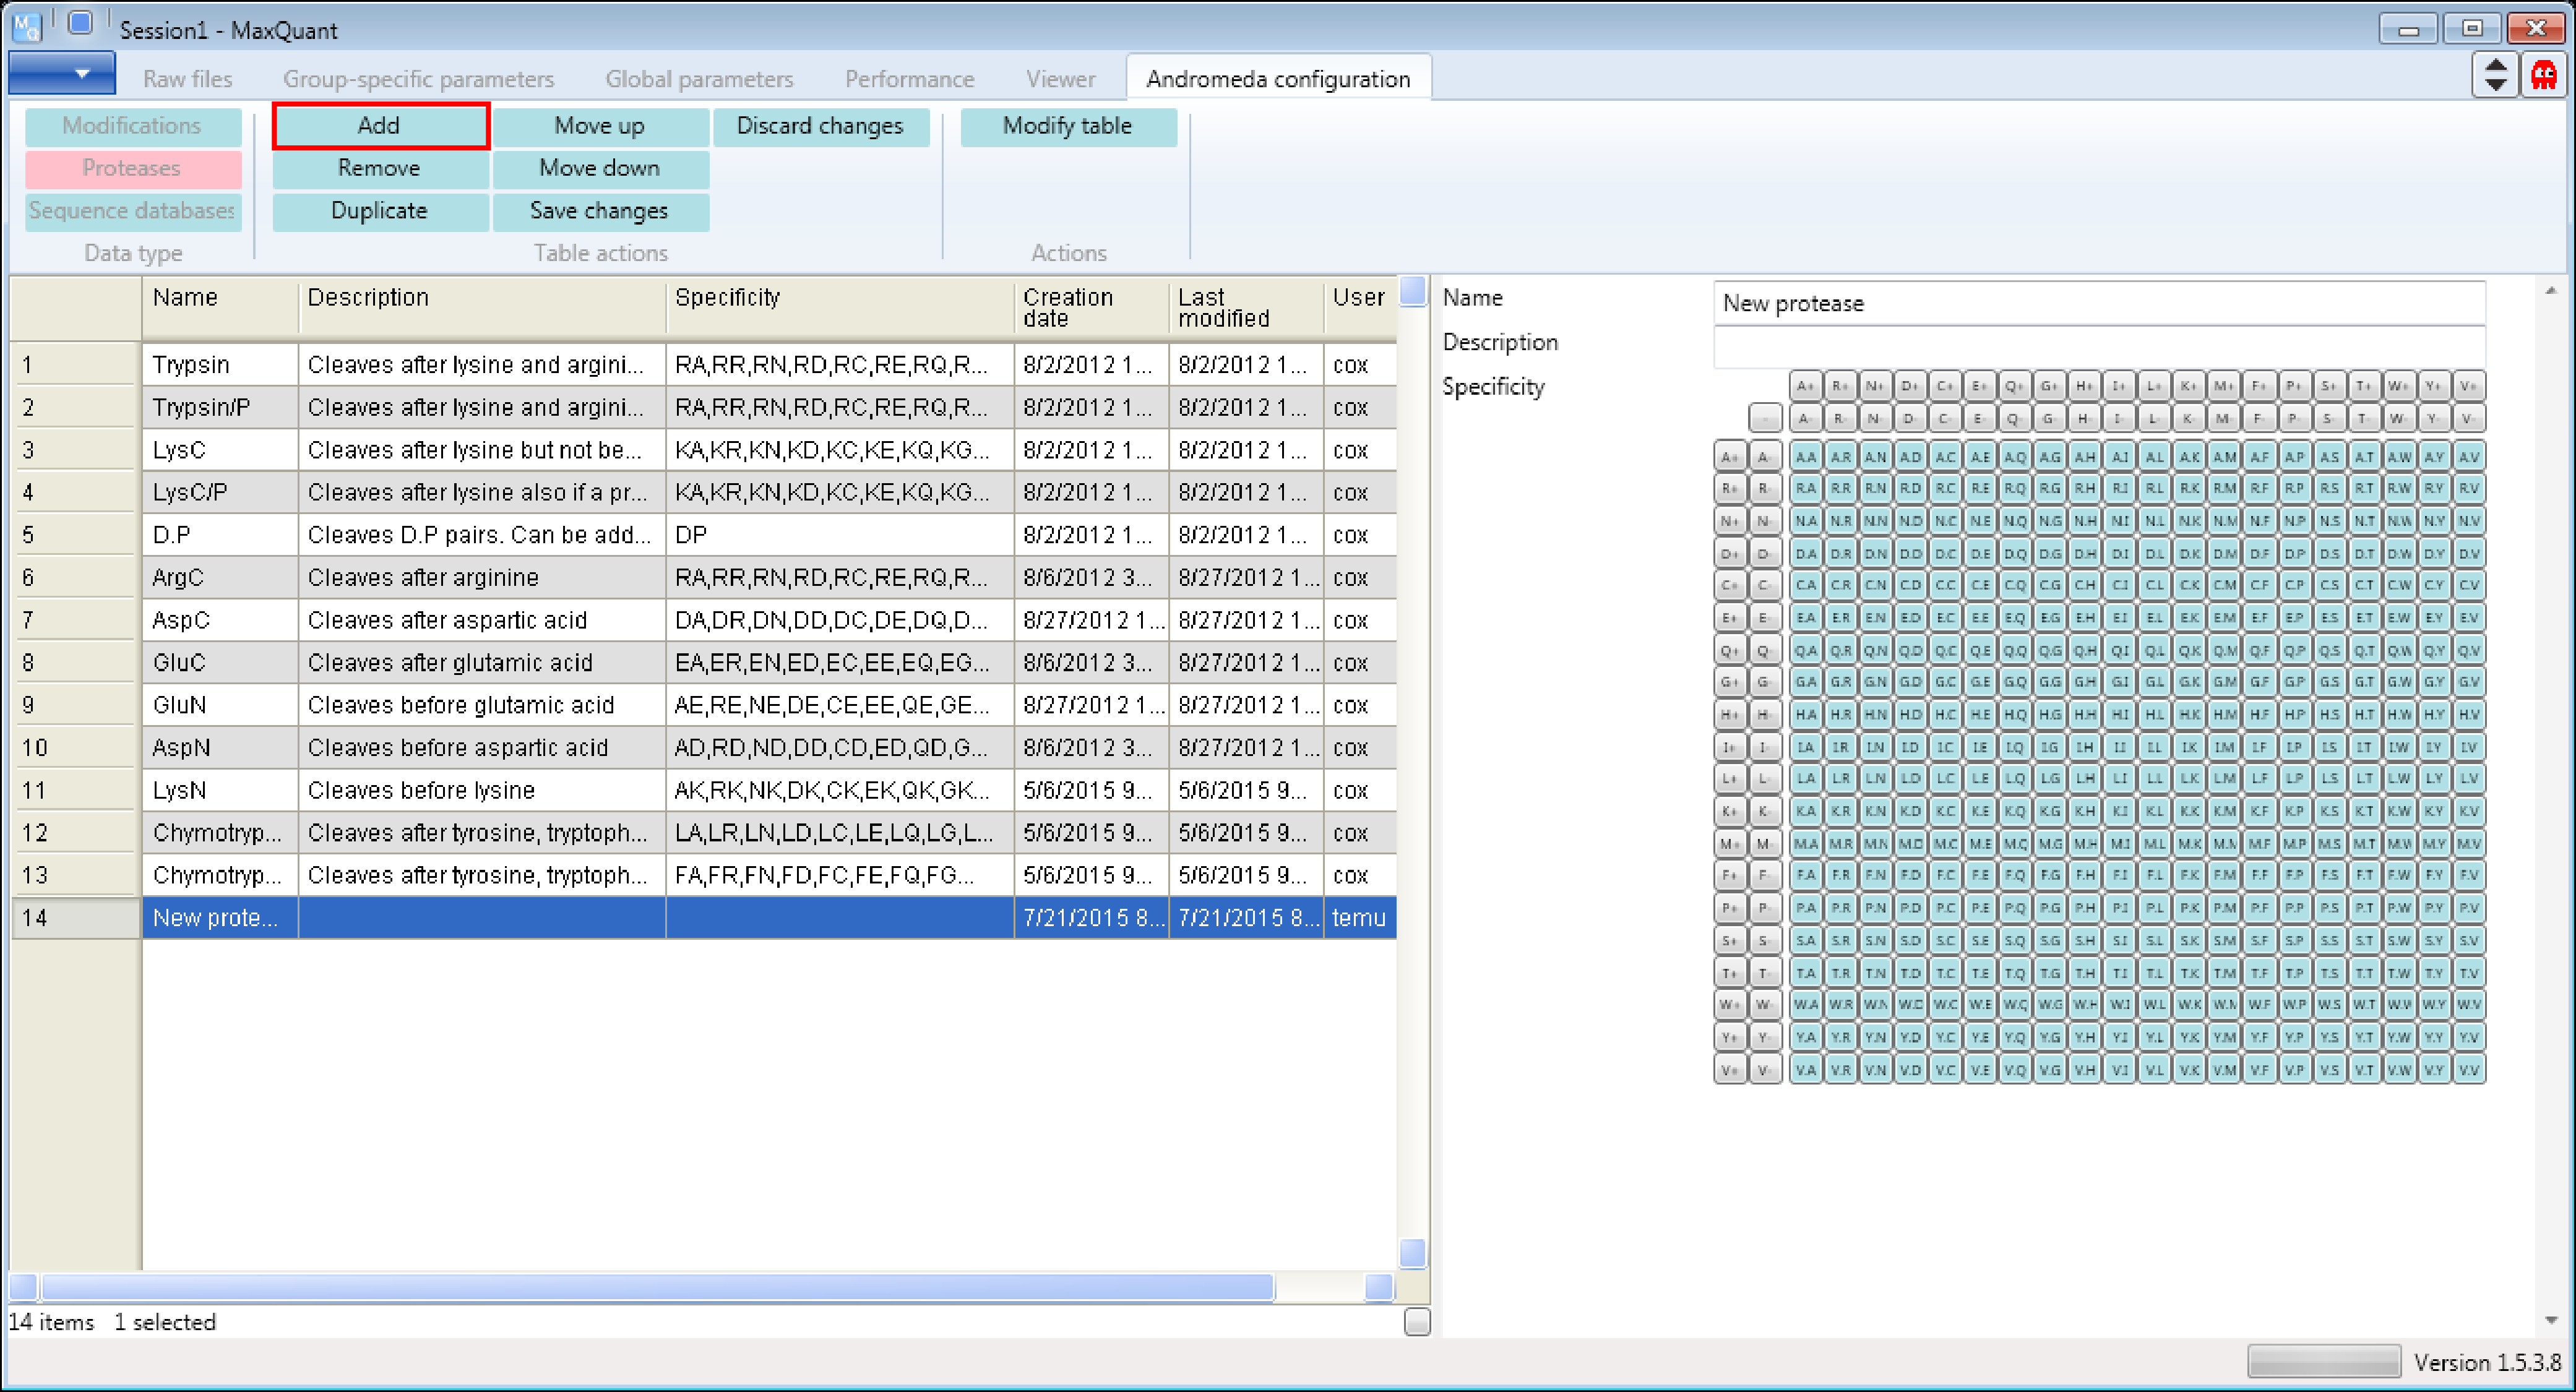 Session1 - MaxQuant
Raw files Group-specific parameters Global parameters Performance Viewer Andromeda configuration
Modifications Add Move up Discard changes Modify table
Proteases Remove Move down
Sequence databases Duplicate Save changes
Data type Table actions Actions
Name Description Specificity Creation date Last modified User
1 Trypsin Cleaves after lysine and argini... RA,RR,RN,RD,RC,RE,RQ,R... 8/2/2012 1... 8/2/2012 1... cox
2 Trypsin/P Cleaves after lysine and argini... RA,RR,RN,RD,RC,RE,RQ,R... 8/2/2012 1... 8/2/2012 1... cox
3 LysC Cleaves after lysine but not be... KA,KR,KN,KD,KC,KE,KQ,KG... 8/2/2012 1... 8/2/2012 1... cox
4 LysC/P Cleaves after lysine also if a pr... KA,KR,KN,KD,KC,KE,KQ,KG... 8/2/2012 1... 8/2/2012 1... cox
5 D.P Cleaves D.P pairs. Can be add... DP 8/2/2012 1... 8/2/2012 1... cox
6 ArgC Cleaves after arginine RA,RR,RN,RD,RC,RE,RQ,R... 8/6/2012 3... 8/27/2012 1... cox
7 AspC Cleaves after aspartic acid DA,DR,DN,DD,DC,DE,DQ,D... 8/27/2012 1... 8/27/2012 1... cox
8 GluC Cleaves after glutamic acid EA,ER,EN,ED,EC,EE,EQ,EG... 8/6/2012 3... 8/27/2012 1... cox
9 GluN Cleaves before glutamic acid AE,RE,NE,DE,CE,EE,QE,GE... 8/27/2012 1... 8/27/2012 1... cox
10 AspN Cleaves before aspartic acid AD,RD,ND,DD,CD,ED,QD,G... 8/6/2012 3... 8/27/2012 1... cox
11 LysN Cleaves before lysine AK,RK,NK,DK,CK,EK,QK,GK... 5/6/2015 9... 5/6/2015 9... cox
12 Chymotryp... Cleaves after tyrosine, tryptoph... LA,LR,LN,LD,LC,LE,LQ,LG,L... 5/6/2015 9... 5/6/2015 9... cox
13 Chymotryp... Cleaves after tyrosine, tryptoph... FA,FR,FN,FD,FC,FE,FQ,FG... 5/6/2015 9... 5/6/2015 9... cox
14 New prote... 7/21/2015 8... 7/21/2015 8... temu
14 items 1 selected
Name New protease
Description
Specificity
A+ R+ N+ D+ C+ E+ Q+ G+ H+ I+ L+ K+ M+ F+ P+ S+ T+ W+ Y+ V+
- A- R- N- D- C- E- Q- G- H- I- L- K- M- F- P- S- T- W- Y- V-
A+ A- A.A A.R A.N A.D A.C A.E A.Q A.G A.H A.I A.L A.K A.M A.F A.P A.S A.T A.W A.Y A.V
R+ R- R.A R.R R.N R.D R.C R.E R.Q R.G R.H R.I R.L R.K R.M R.F R.P R.S R.T R.W R.Y R.V
N+ N- N.A N.R N.N N.D N.C N.E N.Q N.G N.H N.I N.L N.K N.M N.F N.P N.S N.T N.W N.Y N.V
D+ D- D.A D.R D.N D.D D.C D.E D.Q D.G D.H D.I D.L D.K D.M D.F D.P D.S D.T D.W D.Y D.V
C+ C- C.A C.R C.N C.D C.C C.E C.Q C.G C.H C.I C.L C.K C.M C.F C.P C.S C.T C.W C.Y C.V
E+ E- E.A E.R E.N E.D E.C E.E E.Q E.G E.H E.I E.L E.K E.M E.F E.P E.S E.T E.W E.Y E.V
Q+ Q- Q.A Q.R Q.N Q.D Q.C Q.E Q.Q Q.G Q.H Q.I Q.L Q.K Q.M Q.F Q.P Q.S Q.T Q.W Q.Y Q.V
G+ G- G.A G.R G.N G.D G.C G.E G.Q G.G G.H G.I G.L G.K G.M G.F G.P G.S G.T G.W G.Y G.V
H+ H- H.A H.R H.N H.D H.C H.E H.Q H.G H.H H.I H.L H.K H.M H.F H.P H.S H.T H.W H.Y H.V
I+ I- I.A I.R I.N I.D I.C I.E I.Q I.G I.H I.I I.L I.K I.M I.F I.P I.S I.T I.W I.Y I.V
L+ L- L.A L.R L.N L.D L.C L.E L.Q L.G L.H L.I L.L L.K L.M L.F L.P L.S L.T L.W L.Y L.V
K+ K- K.A K.R K.N K.D K.C K.E K.Q K.G K.H K.I K.L K.K K.M K.F K.P K.S K.T K.W K.Y K.V
M+ M- M.A M.R M.N M.D M.C M.E M.Q M.G M.H M.I M.L M.K M.M M.F M.P M.S M.T M.W M.Y M.V
F+ F- F.A F.R F.N F.D F.C F.E F.Q F.G F.H F.I F.L F.K F.M F.F F.P F.S F.T F.W F.Y F.V
P+ P- P.A P.R P.N P.D P.C P.E P.Q P.G P.H P.I P.L P.K P.M P.F P.P P.S P.T P.W P.Y P.V
S+ S- S.A S.R S.N S.D S.C S.E S.Q S.G S.H S.I S.L S.K S.M S.F S.P S.S S.T S.W S.Y S.V
T+ T- T.A T.R T.N T.D T.C T.E T.Q T.G T.H T.I T.L T.K T.M T.F T.P T.S T.T T.W T.Y T.V
W+ W- W.A W.R W.N W.D W.C W.E W.Q W.G W.H W.I W.L W.K W.M W.F W.P W.S W.T W.W W.Y W.V
Y+ Y- Y.A Y.R Y.N Y.D Y.C Y.E Y.Q Y.G Y.H Y.I Y.L Y.K Y.M Y.F Y.P Y.S Y.T Y.W Y.Y Y.V
V+ V- V.A V.R V.N V.D V.C V.E V.Q V.G V.H V.I V.L V.K V.M V.F V.P V.S V.T V.W V.Y V.V
Version 1.5.3.8